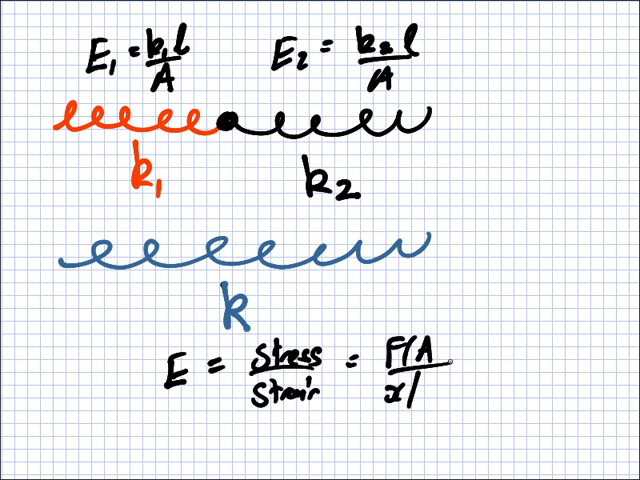 E₁ = k₁l/A E₂ = k₂l/A
k₁ k₂
k
E = stress/strain = F/A / x/